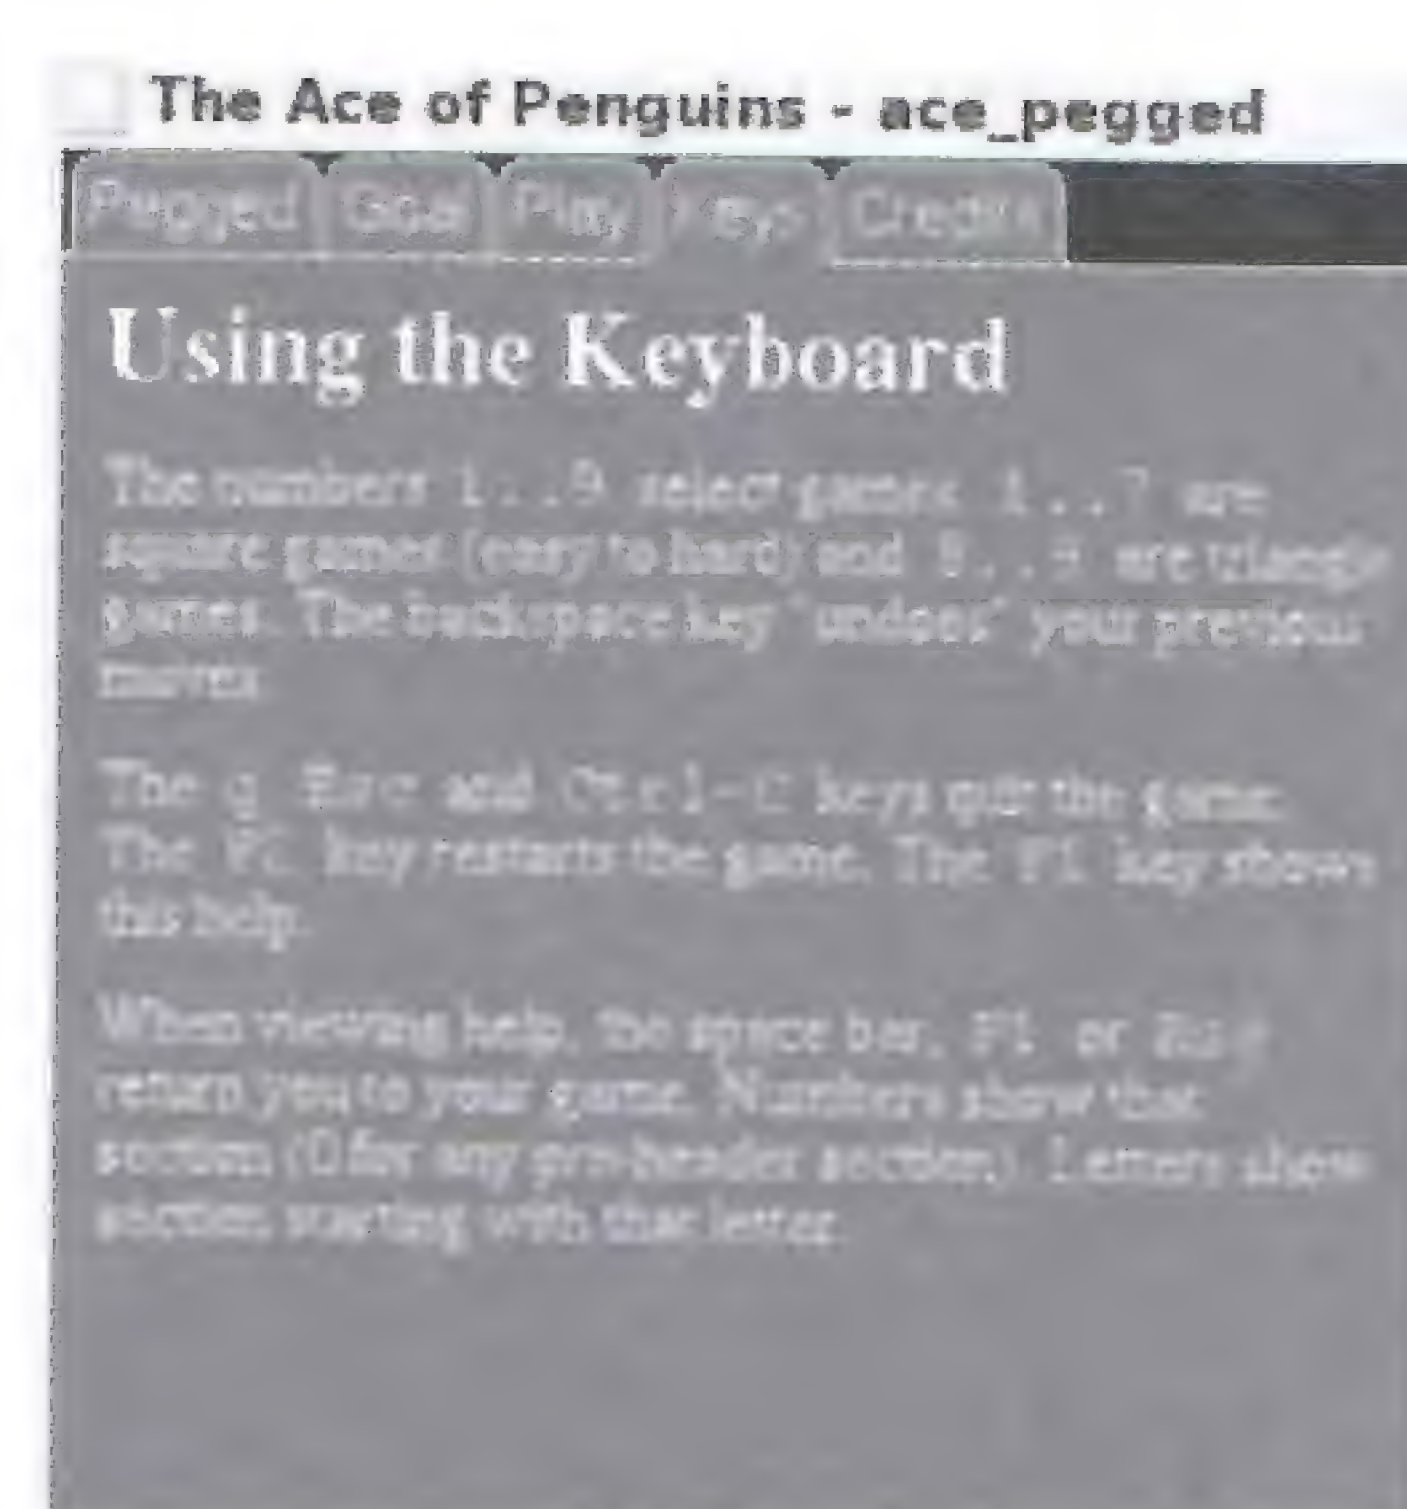 The Ace of Penguins - ace_pegged
Pegged Goal Play Keys Credits
Using the Keyboard
The numbers 1...9 select games. 1...7 are
square games (easy to hard) and 8..9 are triangle
games. The backspace key "undoes" your previous
moves.
The q Esc and Ctrl-C keys quit the game.
The key restarts the game. The F1 key shows
this help.
When viewing help, the space bar, F1 or Esc
return you to your game. Numbers show that
section (0 for any pre-header section). Letters show
section starting with that letter.